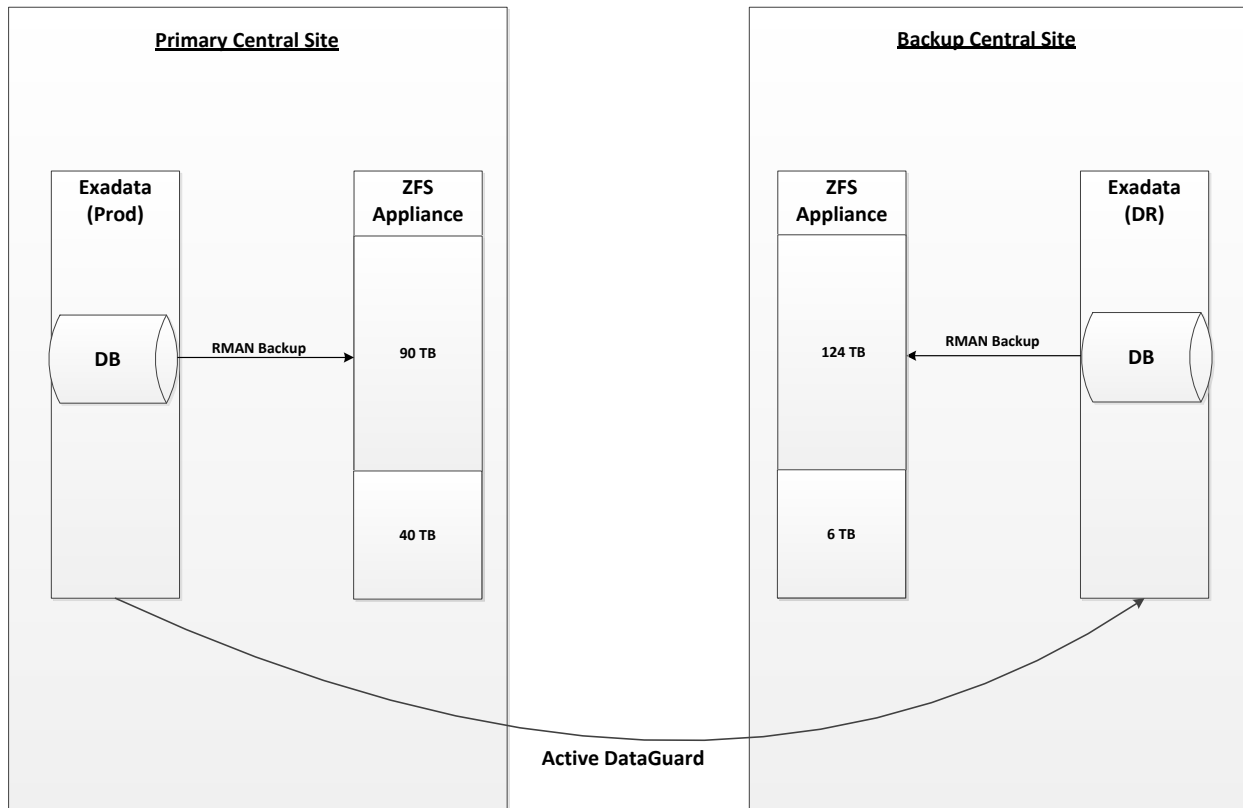 Primary Central Site
Backup Central Site
Exadata
(Prod)
ZFS
Appliance
ZFS
Appliance
Exadata
(DR)
DB
RMAN Backup
90 TB
124 TB
RMAN Backup
DB
40 TB
6 TB
Active DataGuard